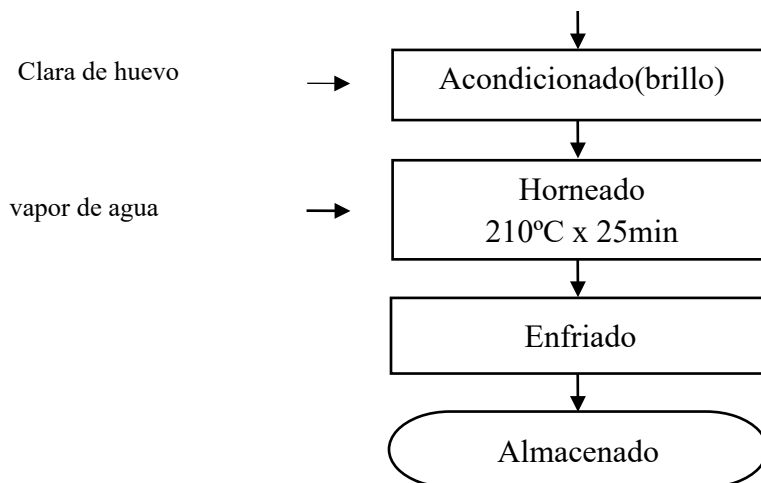 Clara de huevo
Acondicionado(brillo)
vapor de agua
Horneado
210ºC x 25min
Enfriado
Almacenado